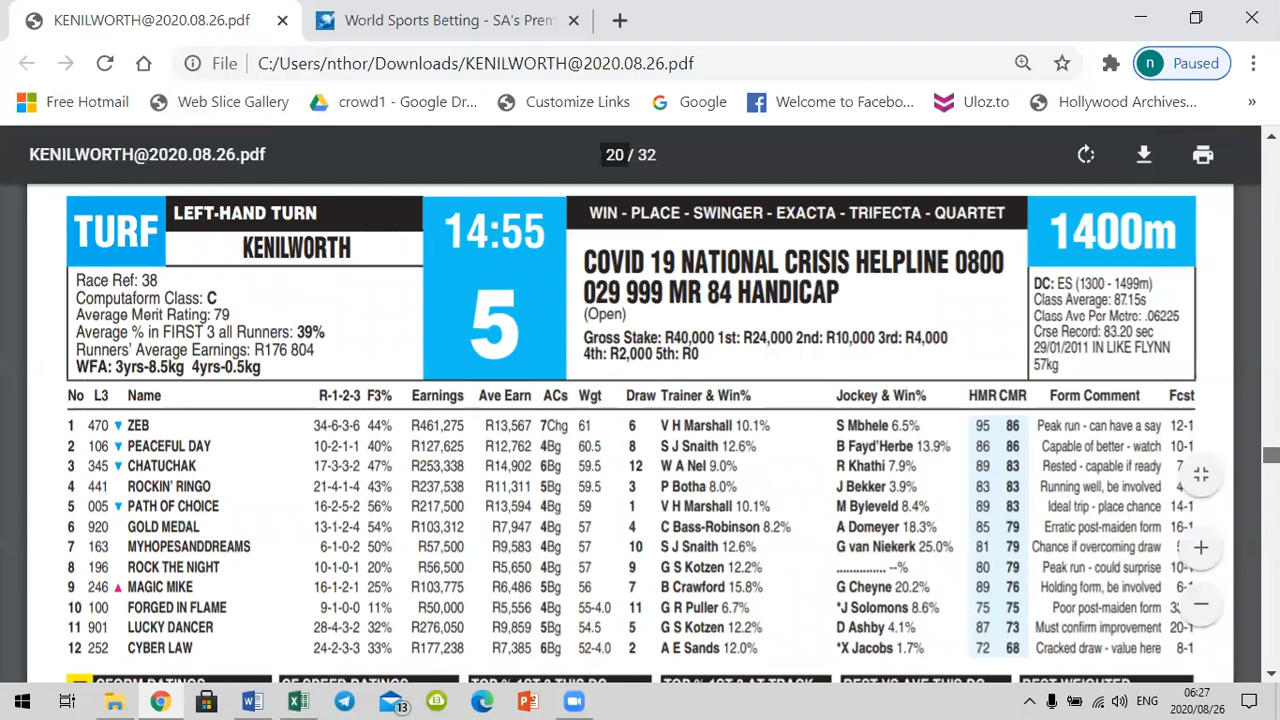 KENILWORTH@2020.08.26.pdf
World Sports Betting - SA's Prem
File C:/Users/nthor/Downloads/KENILWORTH@2020.08.26.pdf
n Paused
Free Hotmail Web Slice Gallery crowd1 - Google Dr... Customize Links Google Welcome to Facebo... Uloz.to Hollywood Archives... »
KENILWORTH@2020.08.26.pdf 20 / 32
TURF LEFT-HAND TURN 14:55 WIN - PLACE - SWINGER - EXACTA - TRIFECTA - QUARTET 1400m
KENILWORTH
5
COVID 19 NATIONAL CRISIS HELPLINE 0800
029 999 MR 84 HANDICAP
(Open)
Gross Stake: R40,000 1st: R24,000 2nd: R10,000 3rd: R4,000
4th: R2,000 5th: R0
Race Ref: 38
Computaform Class: C
Average Merit Rating: 79
Average % in FIRST 3 all Runners: 39%
Runners' Average Earnings: R176 804
WFA: 3yrs-8.5kg 4yrs-0.5kg
DC: ES (1300 - 1499m)
Class Average: 87.15s
Class Ave Per Metre: .06225
Crse Record: 83.20 sec
29/01/2011 IN LIKE FLYNN
57kg
No L3 Name R-1-2-3 F3% Earnings Ave Earn ACs Wgt Draw Trainer & Win% Jockey & Win% HMR CMR Form Comment Fcst
1 470 ZEB 34-6-3-6 44% R461,275 R13,567 7Chg 61 6 V H Marshall 10.1% S Mbhele 6.5% 95 86 Peak run - can have a say 12-1
2 106 PEACEFUL DAY 10-2-1-1 40% R127,625 R12,762 4Bg 60.5 8 S J Snaith 12.6% B Fayd'Herbe 13.9% 86 86 Capable of better - watch 10-1
3 345 CHATUCHAK 17-3-3-2 47% R253,338 R14,902 6Bg 59.5 12 W A Nel 9.0% R Khathi 7.9% 89 83 Rested - capable if ready 7
4 441 ROCKIN' RINGO 21-4-1-4 43% R237,538 R11,311 5Bg 59.5 3 P Botha 8.0% J Bekker 3.9% 83 83 Running well, be involved 4
5 005 PATH OF CHOICE 16-2-5-2 56% R217,500 R13,594 4Bg 59 1 V H Marshall 10.1% M Byleveld 8.4% 89 83 Ideal trip - place chance 14-1
6 920 GOLD MEDAL 13-1-2-4 54% R103,312 R7,947 4Bg 57 4 C Bass-Robinson 8.2% A Domeyer 18.3% 85 79 Erratic post-maiden form 16-1
7 163 MYHOPESANDDREAMS 6-1-0-2 50% R57,500 R9,583 4Bg 57 10 S J Snaith 12.6% G van Niekerk 25.0% 81 79 Chance if overcoming draw
8 196 ROCK THE NIGHT 10-1-0-1 20% R56,500 R5,650 4Bg 57 9 G S Kotzen 12.2% ............... --% 80 79 Peak run - could surprise 10-
9 246 MAGIC MIKE 16-1-2-1 25% R103,775 R6,486 5Bg 56 7 B Crawford 15.8% G Cheyne 20.2% 89 76 Holding form, be involved 6-
10 100 FORGED IN FLAME 9-1-0-0 11% R50,000 R5,556 4Bg 55-4.0 11 G R Puller 6.7% *J Solomons 8.6% 75 75 Poor post-maiden form 3
11 901 LUCKY DANCER 28-4-3-2 32% R276,050 R9,859 5Bg 54.5 5 G S Kotzen 12.2% D Ashby 4.1% 87 73 Must confirm improvement 20-1
12 252 CYBER LAW 24-2-3-3 33% R177,238 R7,385 6Bg 52-4.0 2 A E Sands 12.0% *X Jacobs 1.7% 72 68 Cracked draw - value here 8-1
13 ENG 06:27
2020/08/26